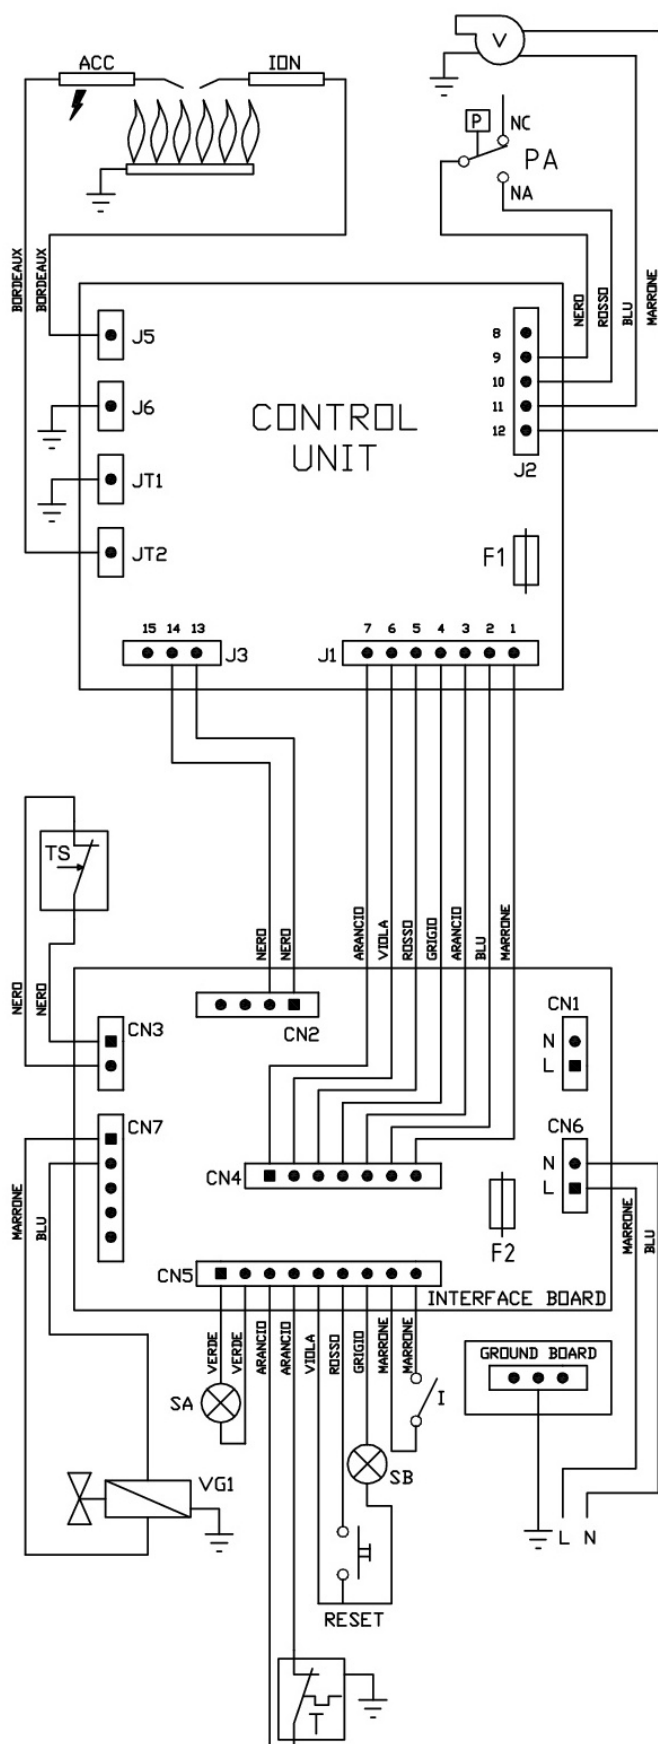 V
ACC
ION
P
NC
PA
NA
BORDEAUX
BORDEAUX
NERO
ROSSO
BLU
MARRONE
J5
J6
JT1
JT2
CONTROL
UNIT
8
9
10
11
12
J2
F1
15 14 13
J3
7 6 5 4 3 2 1
J1
TS
NERO
NERO
NERO
NERO
ARANCIO
VIOLA
ROSSO
GRIGIO
ARANCIO
BLU
MARRONE
CN3
CN2
CN1
N
L
CN7
CN6
N
L
CN4
F2
MARRONE
BLU
MARRONE
BLU
CN5
INTERFACE BOARD
VERDE
VERDE
ARANCIO
ARANCIO
VIOLA
ROSSO
GRIGIO
MARRONE
MARRONE
GROUND BOARD
SA
I
SB
VG1
L N
RESET
T